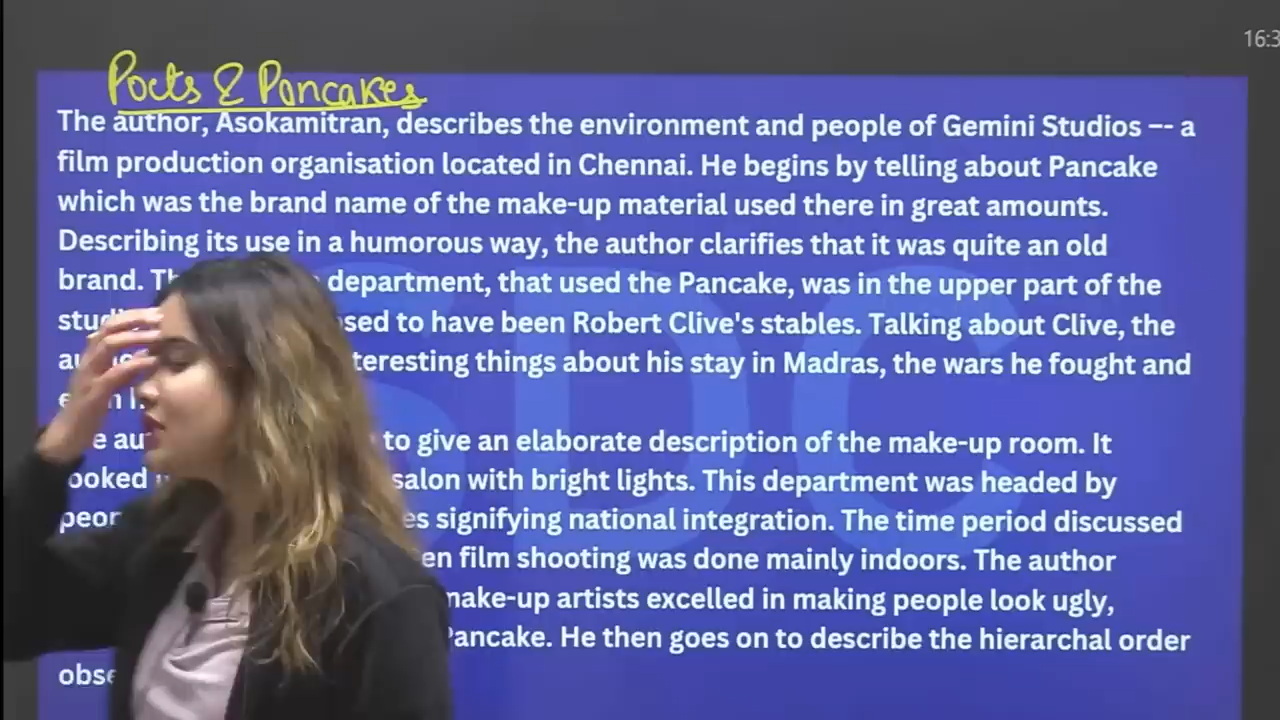 16:3
Poets & Pancakes
The author, Asokamitran, describes the environment and people of Gemini Studios –- a
film production organisation located in Chennai. He begins by telling about Pancake
which was the brand name of the make-up material used there in great amounts.
Describing its use in a humorous way, the author clarifies that it was quite an old
brand. department, that used the Pancake, was in the upper part of the
to have been Robert Clive's stables. Talking about Clive, the
things about his stay in Madras, the wars he fought and
to give an elaborate description of the make-up room. It
salon with bright lights. This department was headed by
signifying national integration. The time period discussed
film shooting was done mainly indoors. The author
make-up artists excelled in making people look ugly,
Pancake. He then goes on to describe the hierarchal order
SDC